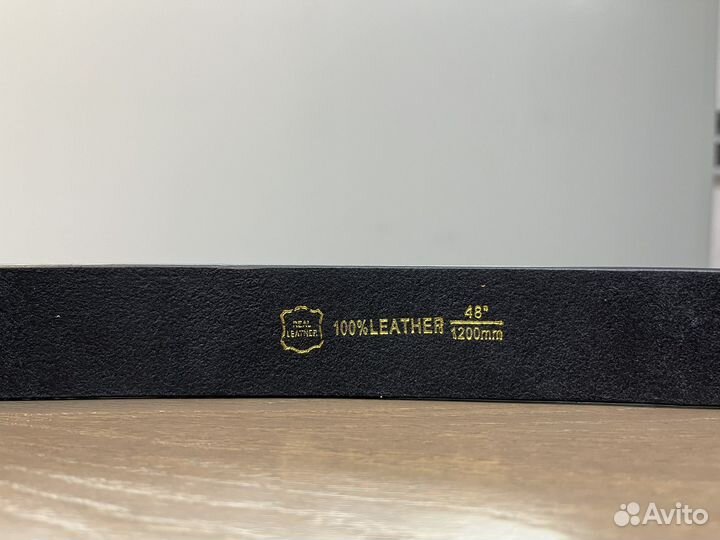 REAL
LEATHER
100%LEATHER
48"
1200mm
Avito